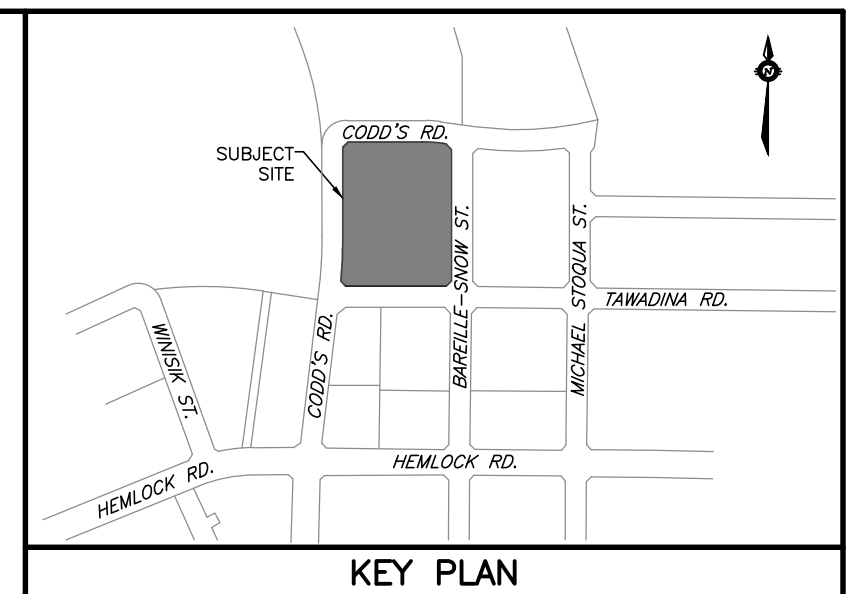 CODD'S RD.
N
SUBJECT
SITE
BAREILLE-SNOW ST.
MICHAEL STOQUA ST.
TAWADINA RD.
WINISIK ST.
CODD'S RD.
HEMLOCK RD.
HEMLOCK RD.
KEY PLAN